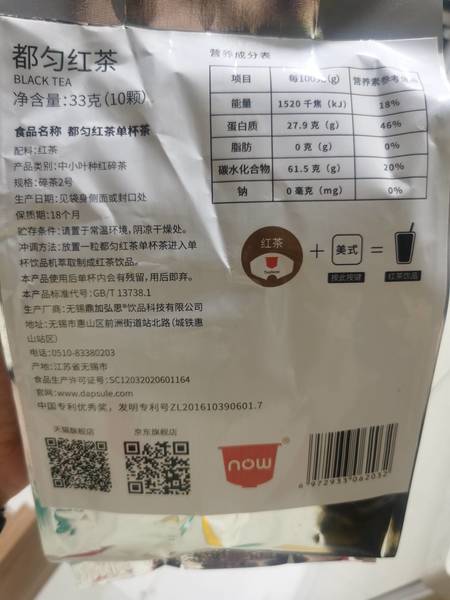 都匀红茶
BLACK TEA
净含量:33克(10颗)
食品名称 都匀红茶单杯茶
配料:红茶
产品类别:中小叶种红碎茶
规格:碎茶2号
生产日期:见袋身侧面或封口处
保质期:18个月
贮存条件:请置于常温环境,阴凉干燥处。
冲调方法:放置一粒都匀红茶单杯茶进入单
杯饮品机萃取制成红茶饮品。
本产品使用后单杯内会有残留,用后即弃。
本产品标准代号:GB/T 13738.1
生产厂商:无锡鼎加弘思®饮品科技有限公司
地址:无锡市惠山区前洲街道站北路(城铁惠
山站区)
电话:0510-83380203
产地:江苏省无锡市
食品生产许可证号:SC12032020601164
官网:www.dapsule.com
中国专利优秀奖,发明专利号ZL201610390601.7
天猫旗舰店 京东旗舰店
营养成分表
项目 每100克(g) 营养素参考值%
能量 1520 千焦(kJ) 18%
蛋白质 27.9 克(g) 46%
脂肪 0 克(g) 0%
碳水化合物 61.5 克(g) 20%
钠 0 毫克(mg) 0%
红茶 + 美式 =
按此按键 红茶饮品
now®
6 972933 062032